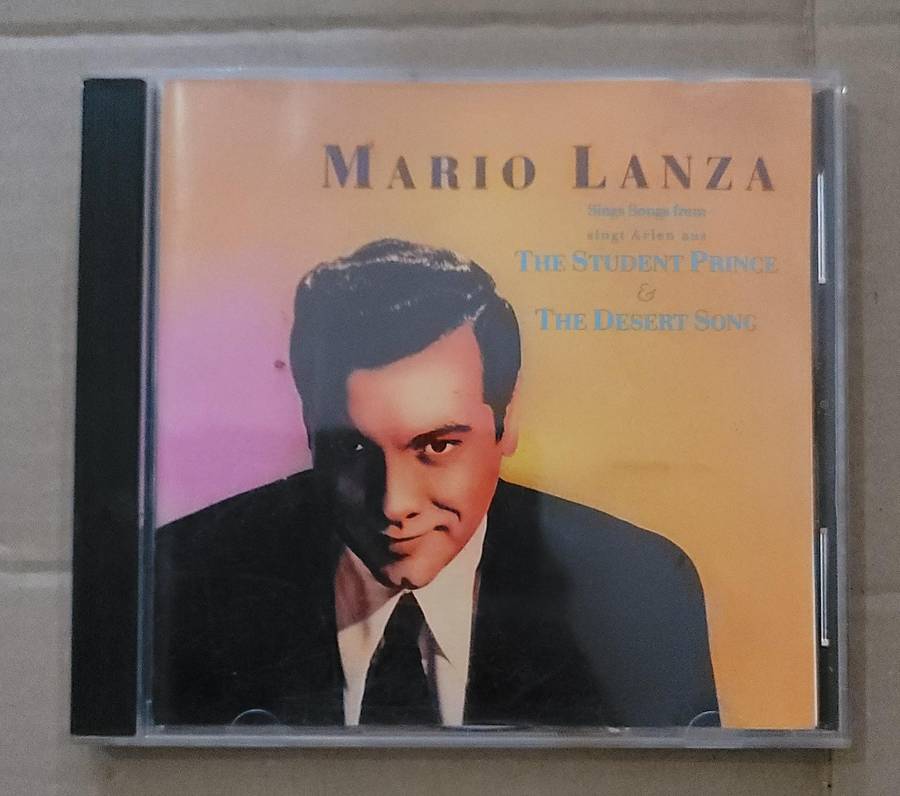 MARIO LANZA
Sings Songs from
singt Arien aus
THE STUDENT PRINCE
&
THE DESERT SONG